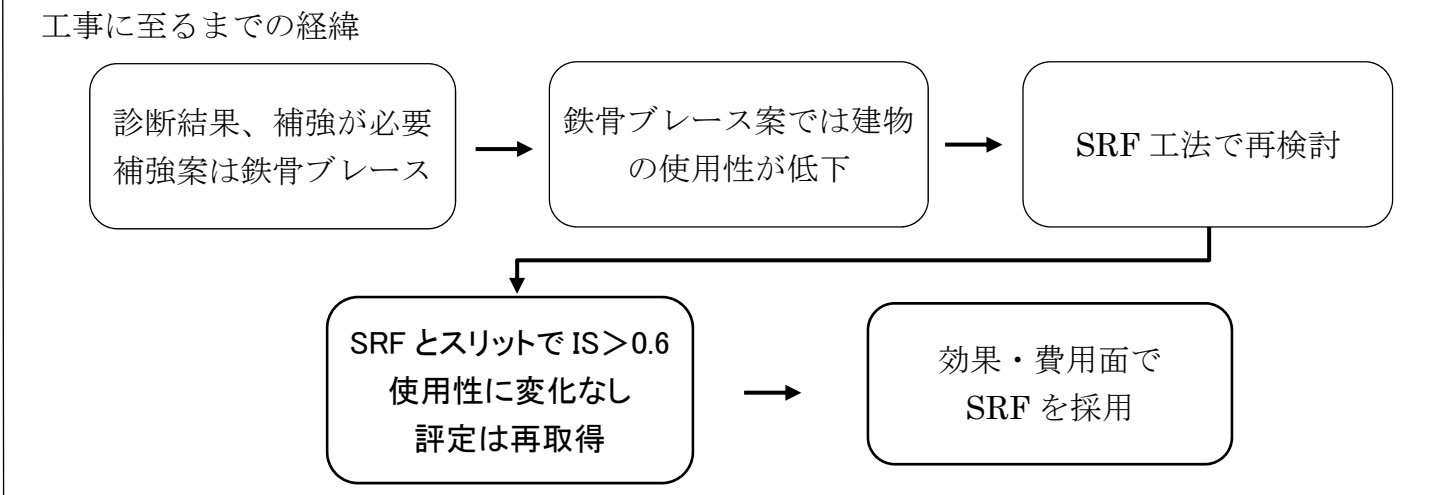 工事に至るまでの経緯
診断結果、補強が必要
補強案は鉄骨ブレース
鉄骨ブレース案では建物
の使用性が低下
SRF 工法で再検討
SRF とスリットで IS＞0.6
使用性に変化なし
評定は再取得
効果・費用面で
SRF を採用